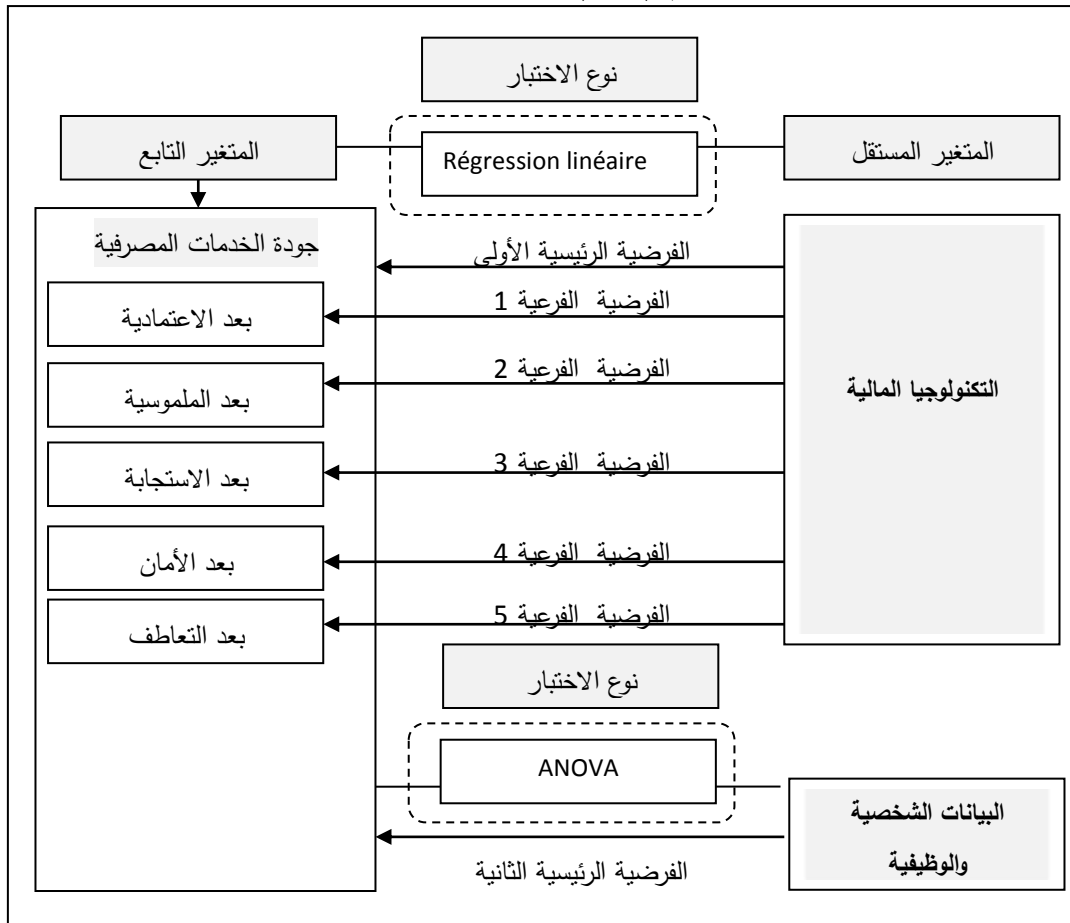 نوع الاختبار
المتغير المستقل
Régression linéaire
المتغير التابع
جودة الخدمات المصرفية
الفرضية الرئيسية الأولى
الفرضية الفرعية 1
بعد الاعتمادية
الفرضية الفرعية 2
بعد الملموسية
التكنولوجيا المالية
الفرضية الفرعية 3
بعد الاستجابة
الفرضية الفرعية 4
بعد الأمان
الفرضية الفرعية 5
بعد التعاطف
نوع الاختبار
ANOVA
البيانات الشخصية
والوظيفية
الفرضية الرئيسية الثانية